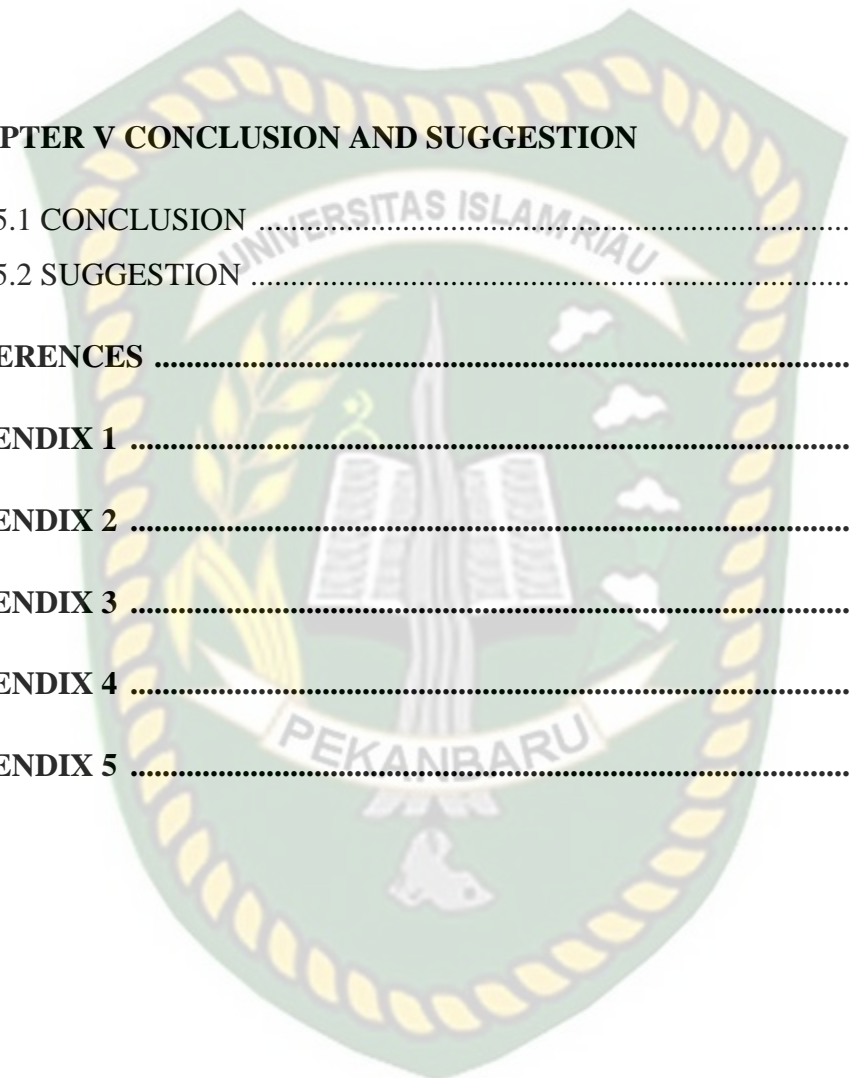 PTER V CONCLUSION AND SUGGESTION
UNIVERSITAS ISLAM RIAU
5.1 CONCLUSION ................................................................................
5.2 SUGGESTION ................................................................................
ERENCES ................................................................................
ENDIX 1 ................................................................................
ENDIX 2 ................................................................................
ENDIX 3 ................................................................................
ENDIX 4 ................................................................................
PEKANBARU
ENDIX 5 ................................................................................